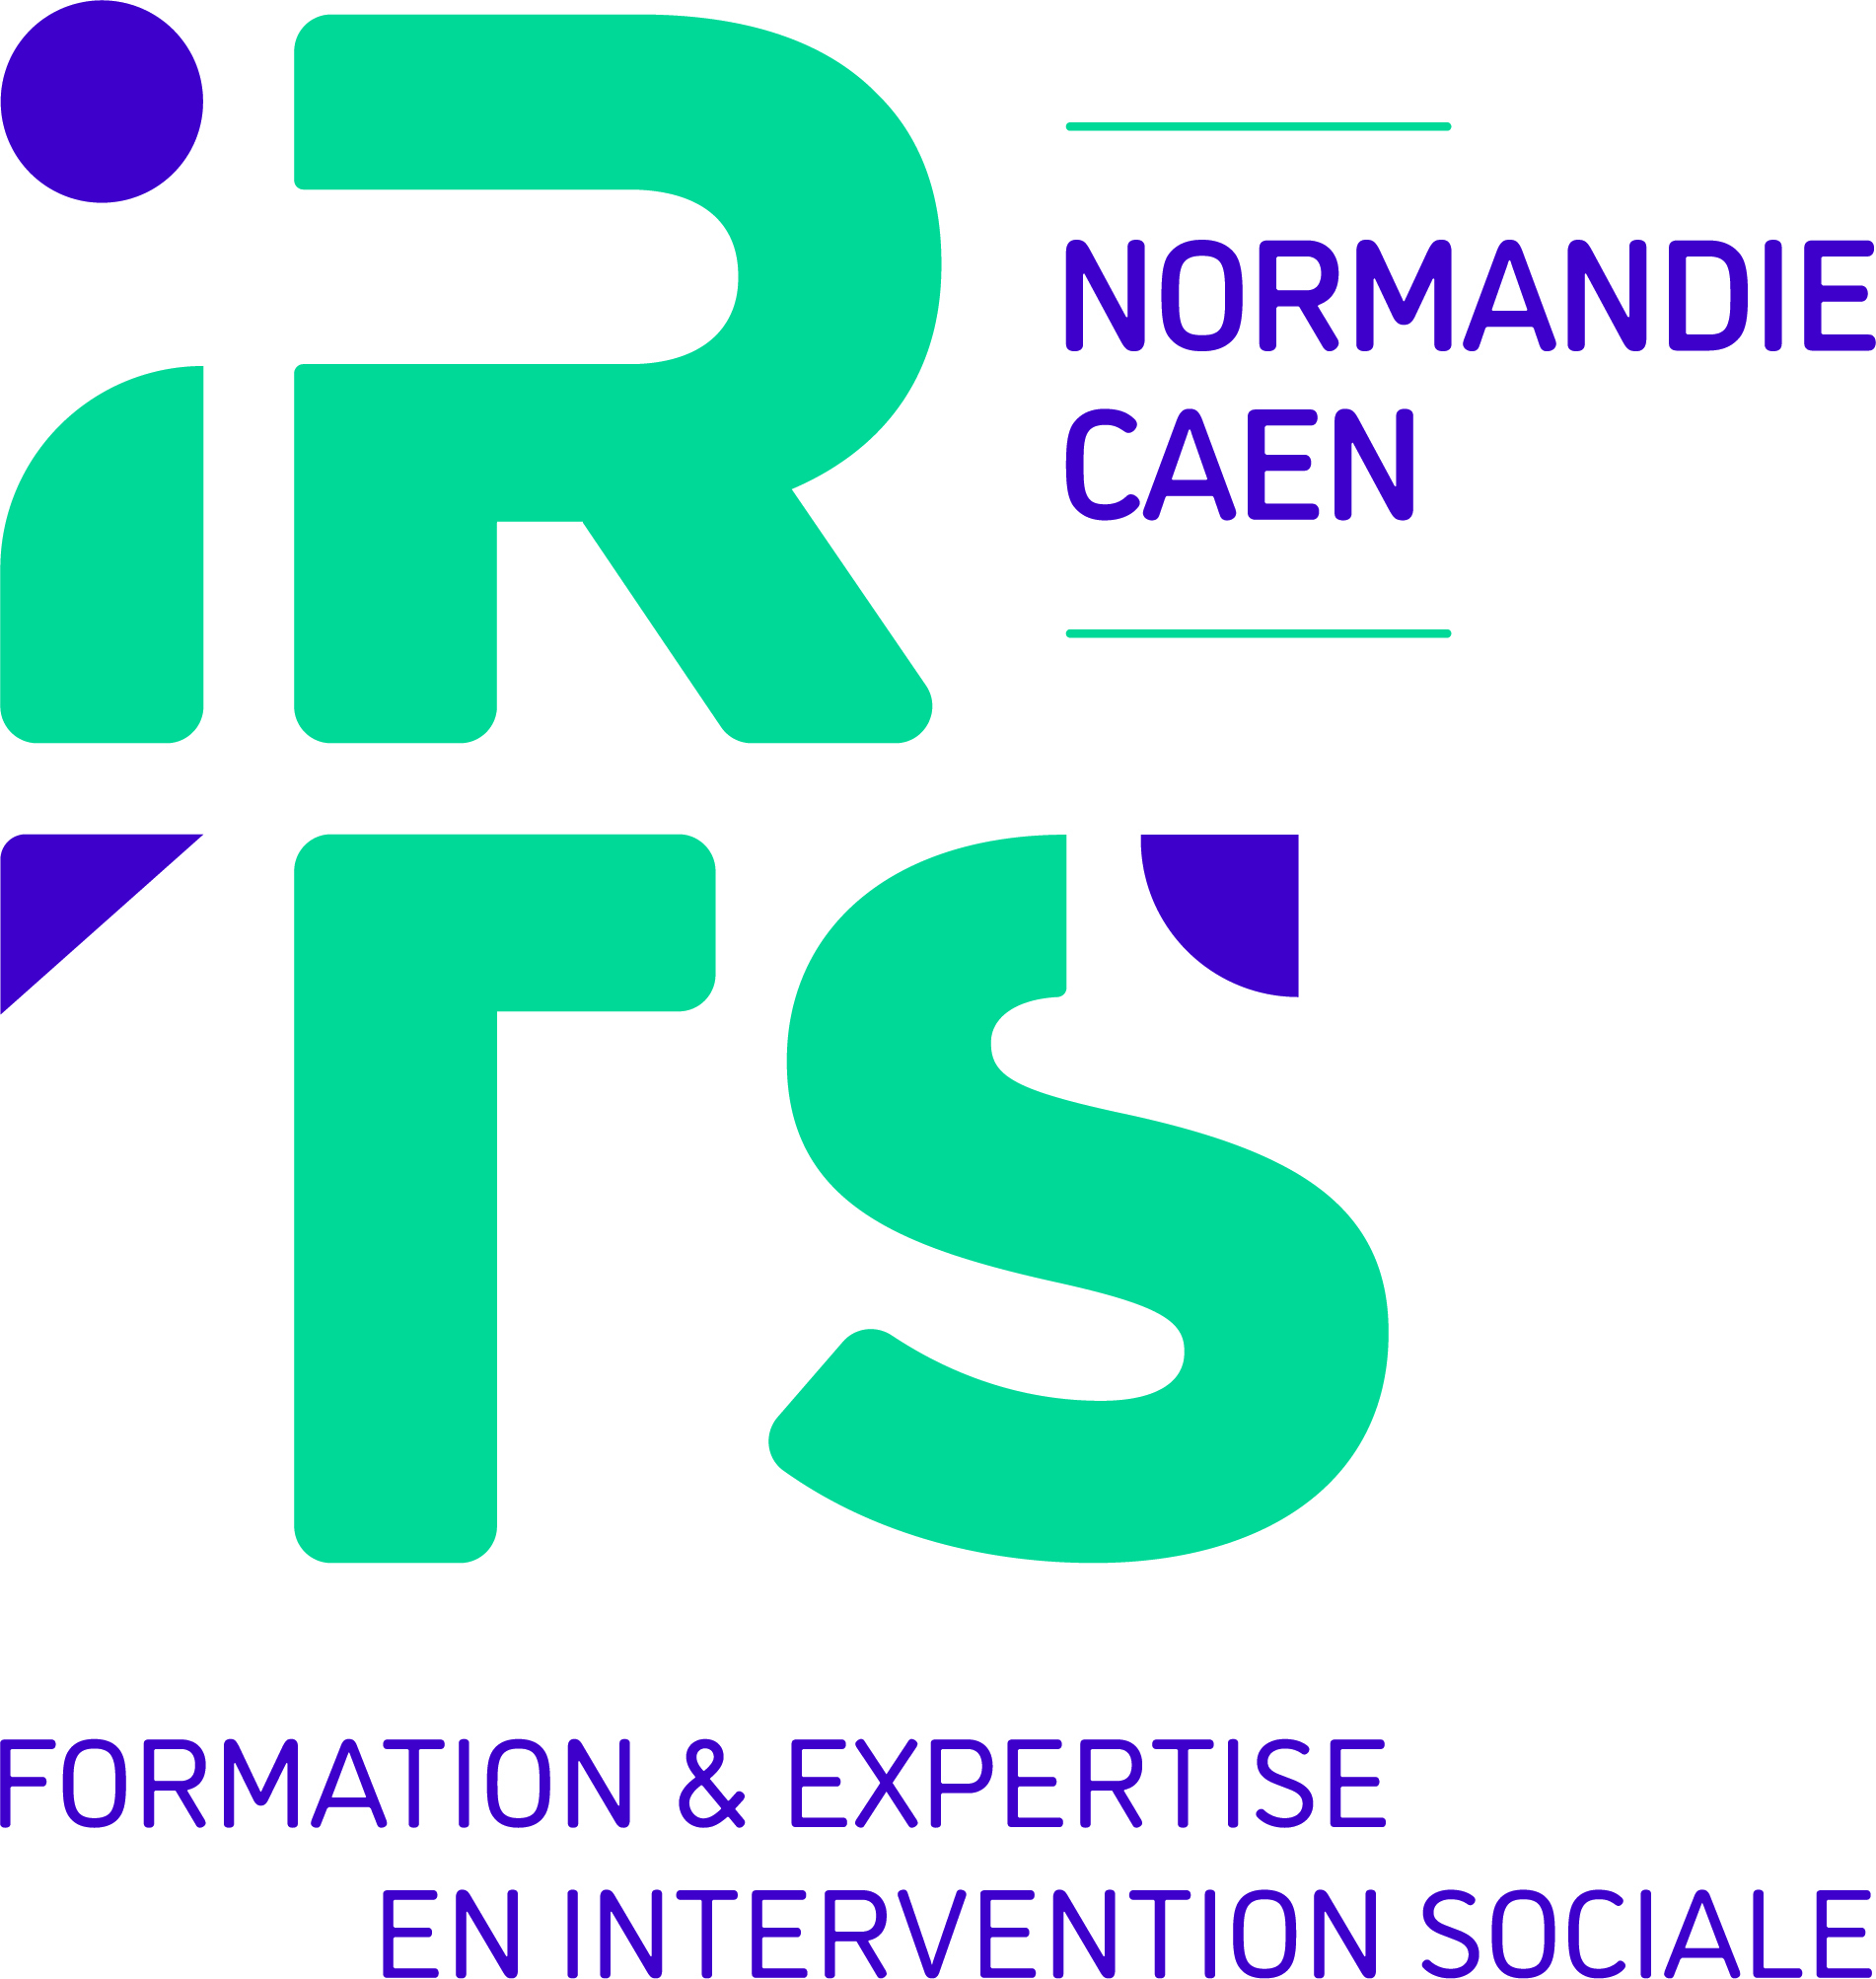 iR
NORMANDIE
CAEN
TS
FORMATION & EXPERTISE
EN INTERVENTION SOCIALE